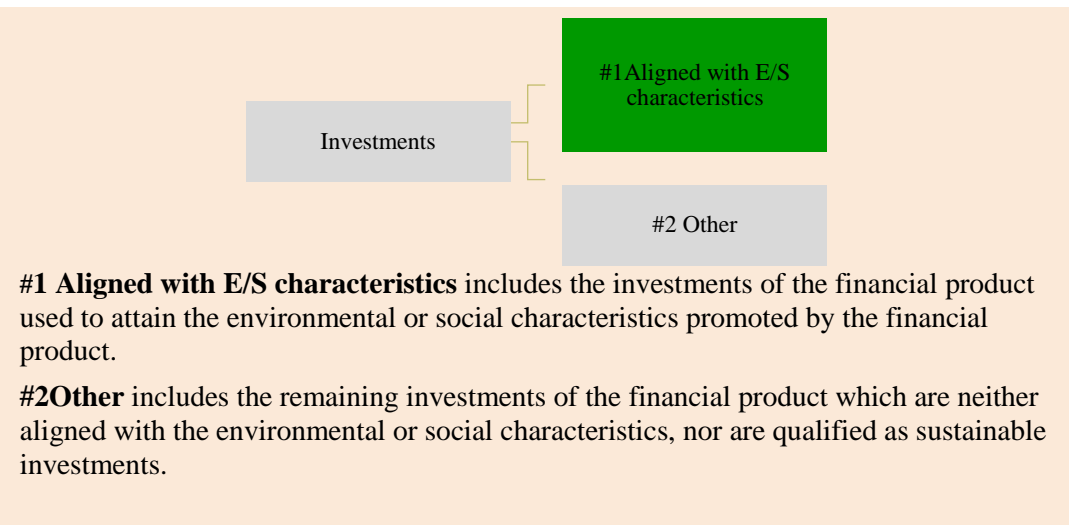 #1Aligned with E/S
characteristics
Investments
#2 Other
#1 Aligned with E/S characteristics includes the investments of the financial product
used to attain the environmental or social characteristics promoted by the financial
product.
#2Other includes the remaining investments of the financial product which are neither
aligned with the environmental or social characteristics, nor are qualified as sustainable
investments.